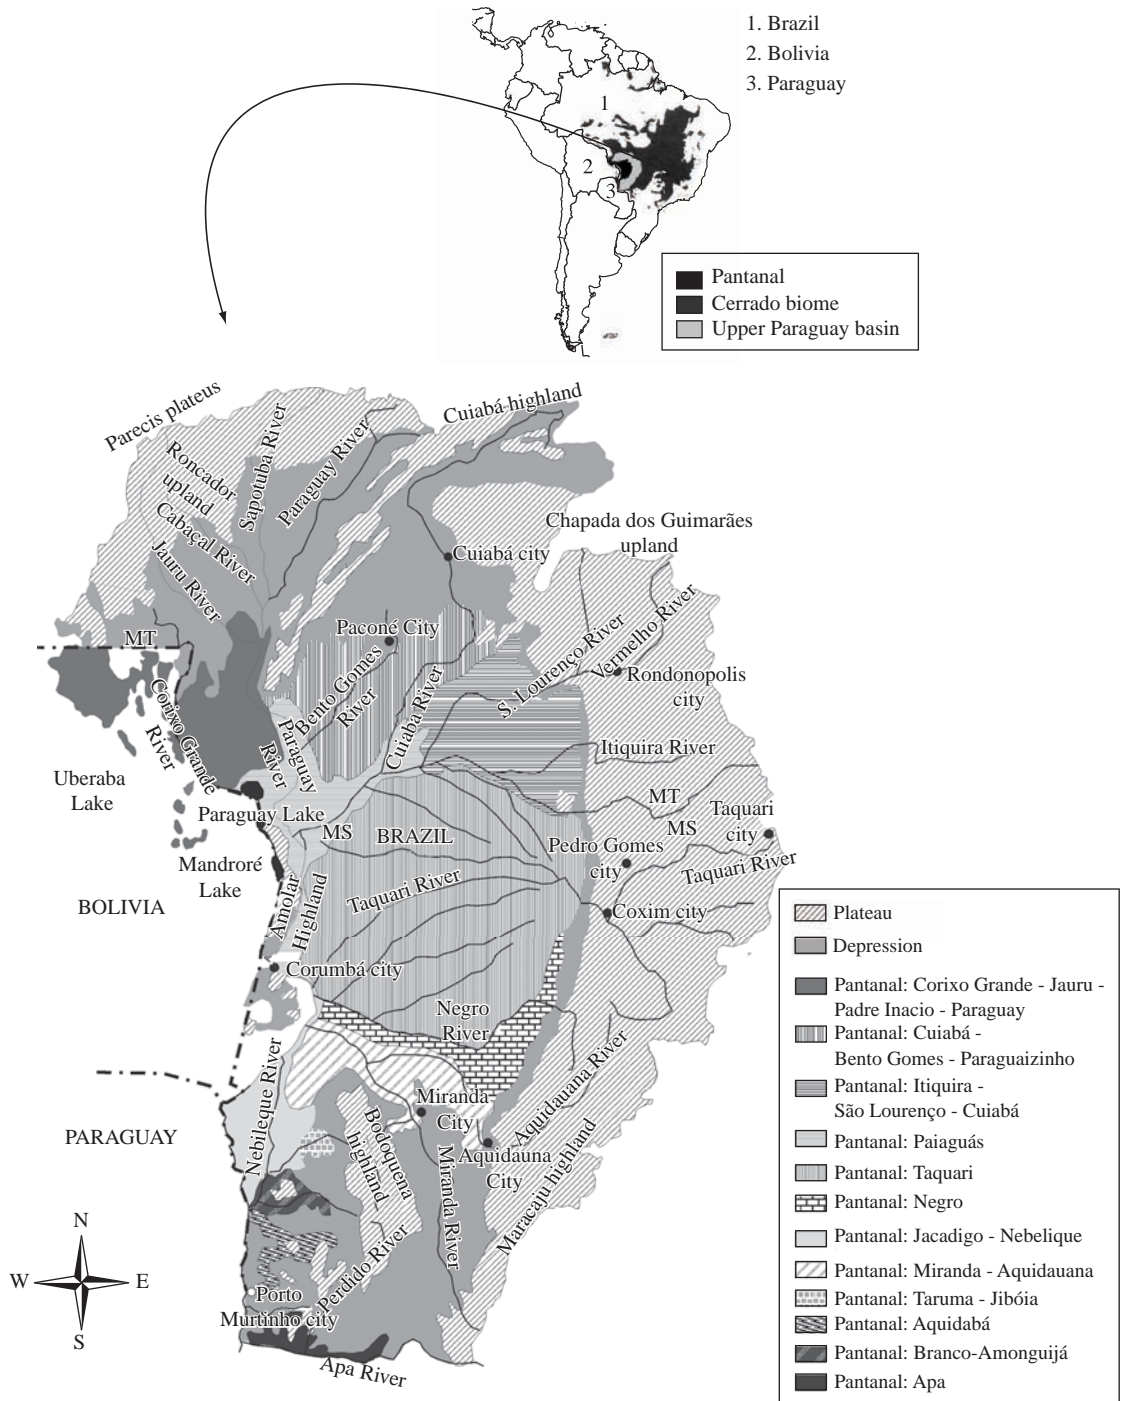 1. Brazil
2. Bolivia
3. Paraguay
1
2
3
Pantanal
Cerrado biome
Upper Paraguay basin
Parecis plateus
Cuiabá highland
Roncador
upland
Sapotuba River
Paraguay River
Cabaçal River
Jauru River
Chapada dos Guimarães
upland
Cuiabá city
MT
Paconé City
Bento Gomes
River
Cuiaba River
S. Lourenço River
Vermelho River
Rondonopolis
city
Corixo Grande
River
Paraguay
River
Itiquira River
Uberaba
Lake
Paraguay Lake
MT
MS
Taquari
city
MS
BRAZIL
Pedro Gomes
city
Taquari River
Mandroré
Lake
BOLIVIA
Amolar
Highland
Taquari River
Coxim city
Corumbá city
Negro
River
Nebileque River
Miranda
City
Aquidauana River
PARAGUAY
Bodoquena
highland
Aquidauna
City
Miranda River
Maracaju highland
Perdido River
Porto
Murtinho city
Apa River
N
W
E
S
Plateau
Depression
Pantanal: Corixo Grande - Jauru -
Padre Inacio - Paraguay
Pantanal: Cuiabá -
Bento Gomes - Paraguaizinho
Pantanal: Itiquira -
São Lourenço - Cuiabá
Pantanal: Paiaguás
Pantanal: Taquari
Pantanal: Negro
Pantanal: Jacadigo - Nebelique
Pantanal: Miranda - Aquidauana
Pantanal: Taruma - Jibóia
Pantanal: Aquidabá
Pantanal: Branco-Amonguijá
Pantanal: Apa